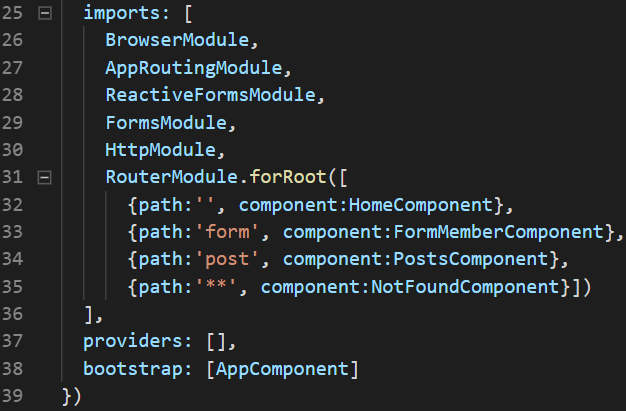 25 imports: [
26 BrowserModule,
27 AppRoutingModule,
28 ReactiveFormsModule,
29 FormsModule,
30 HttpModule,
31 RouterModule.forRoot([
32 {path:'', component:HomeComponent},
33 {path:'form', component:FormMemberComponent},
34 {path:'post', component:PostsComponent},
35 {path:'**', component:NotFoundComponent}])
36 ],
37 providers: [],
38 bootstrap: [AppComponent]
39 })